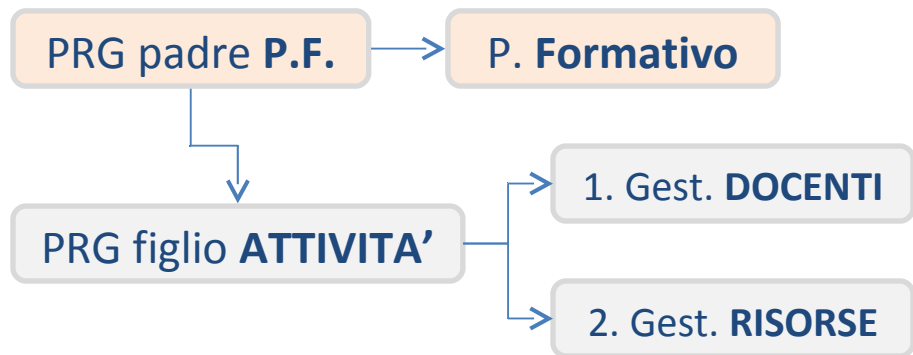 PRG padre P.F.
P. Formativo
PRG figlio ATTIVITA’
1. Gest. DOCENTI
2. Gest. RISORSE